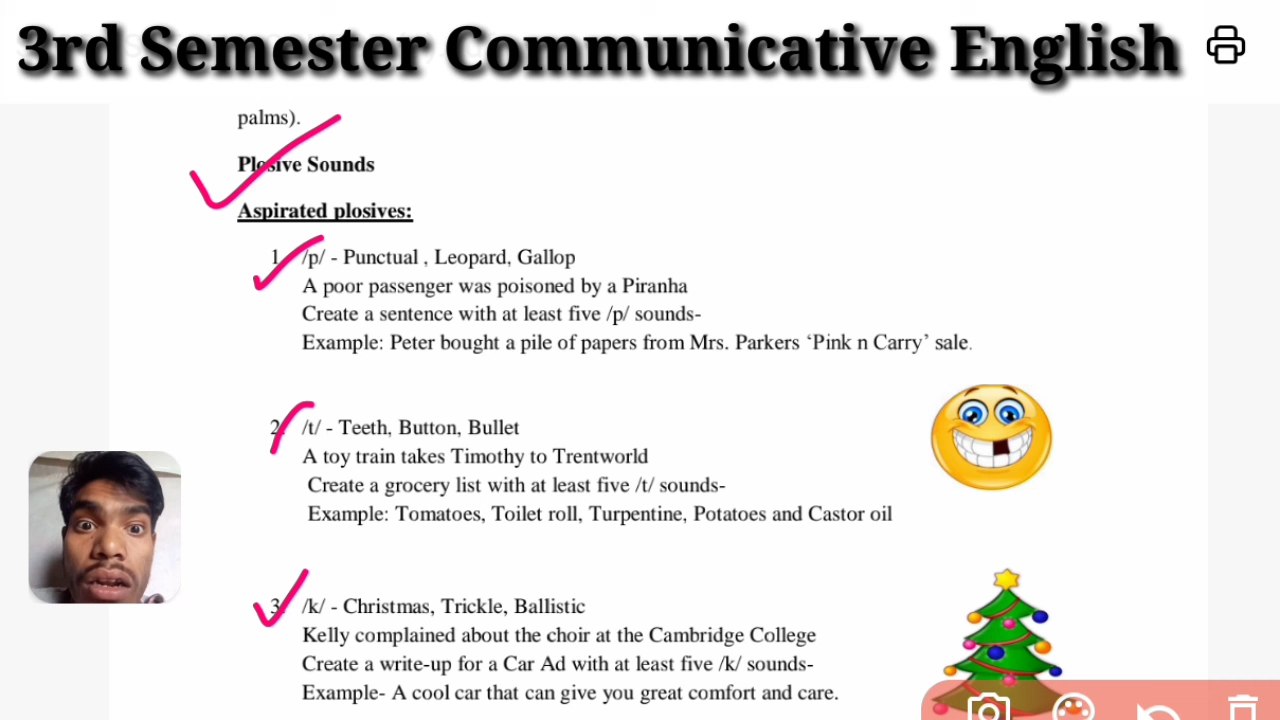 3rd Semester Communicative English
palms).
Plosive Sounds
Aspirated plosives:
1. /p/ - Punctual , Leopard, Gallop
A poor passenger was poisoned by a Piranha
Create a sentence with at least five /p/ sounds-
Example: Peter bought a pile of papers from Mrs. Parkers ‘Pink n Carry’ sale.
2. /t/ - Teeth, Button, Bullet
A toy train takes Timothy to Trentworld
Create a grocery list with at least five /t/ sounds-
Example: Tomatoes, Toilet roll, Turpentine, Potatoes and Castor oil
3. /k/ - Christmas, Trickle, Ballistic
Kelly complained about the choir at the Cambridge College
Create a write-up for a Car Ad with at least five /k/ sounds-
Example- A cool car that can give you great comfort and care.